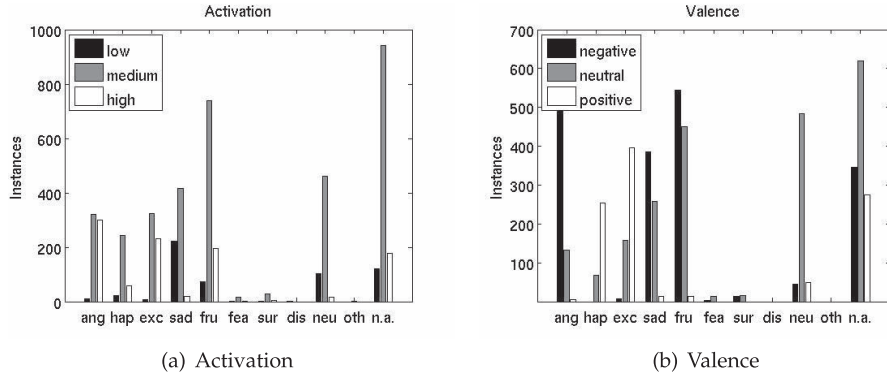 Activation
1000
800
600
400
200
0
Instances
low
medium
high
ang hap exc sad fru fea sur dis neu oth n.a.
(a) Activation
Valence
700
600
500
400
300
200
100
Instances
negative
neutral
positive
ang hap exc sad fru fea sur dis neu oth n.a.
(b) Valence